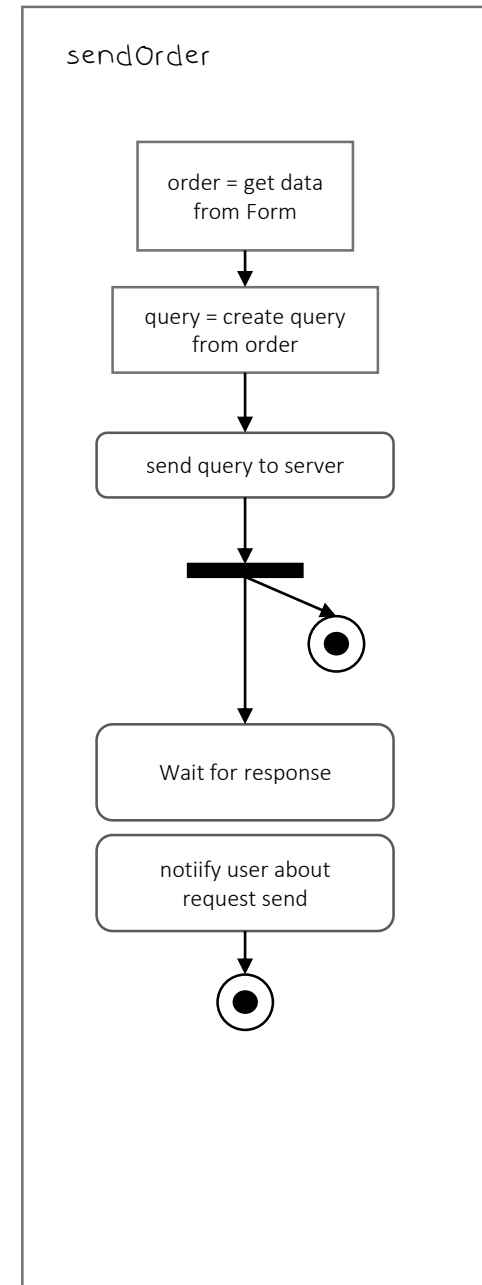 sendOrder
order = get data
from Form
query = create query
from order
send query to server
Wait for response
notiify user about
request send